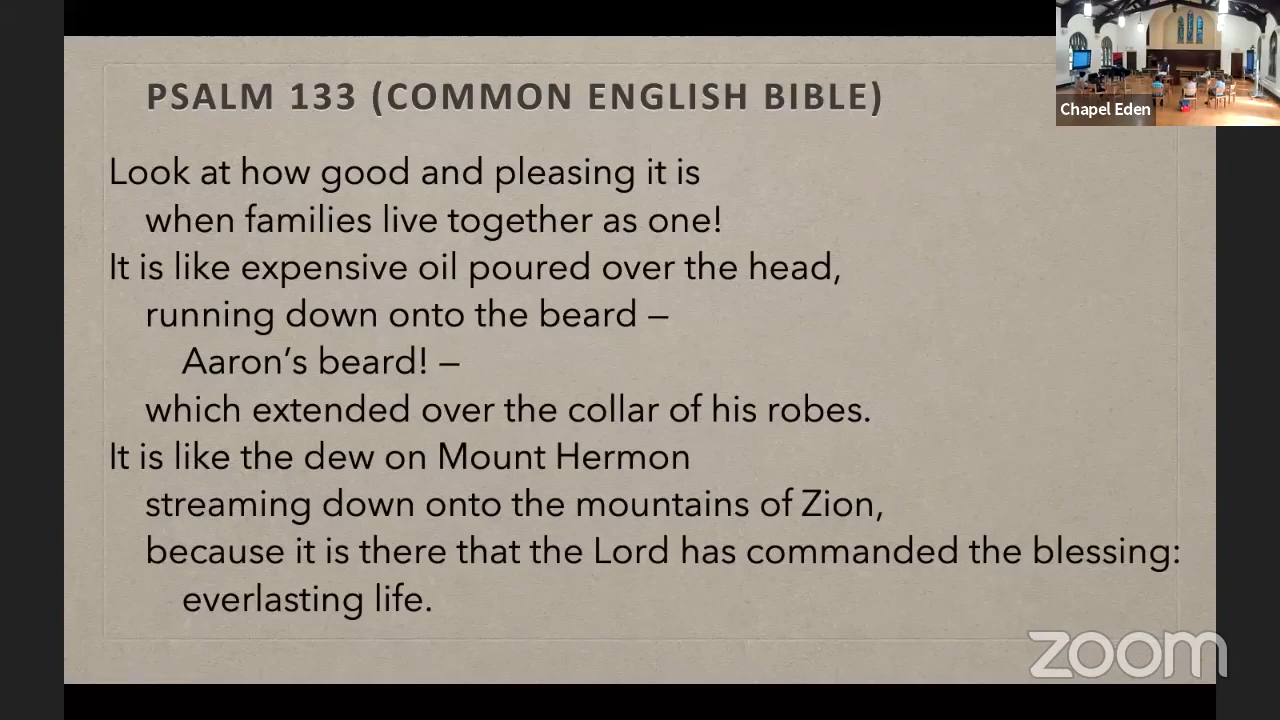 PSALM 133 (COMMON ENGLISH BIBLE)
Chapel Eden
Look at how good and pleasing it is
when families live together as one!
It is like expensive oil poured over the head,
running down onto the beard –
Aaron’s beard! –
which extended over the collar of his robes.
It is like the dew on Mount Hermon
streaming down onto the mountains of Zion,
because it is there that the Lord has commanded the blessing:
everlasting life.
zoom